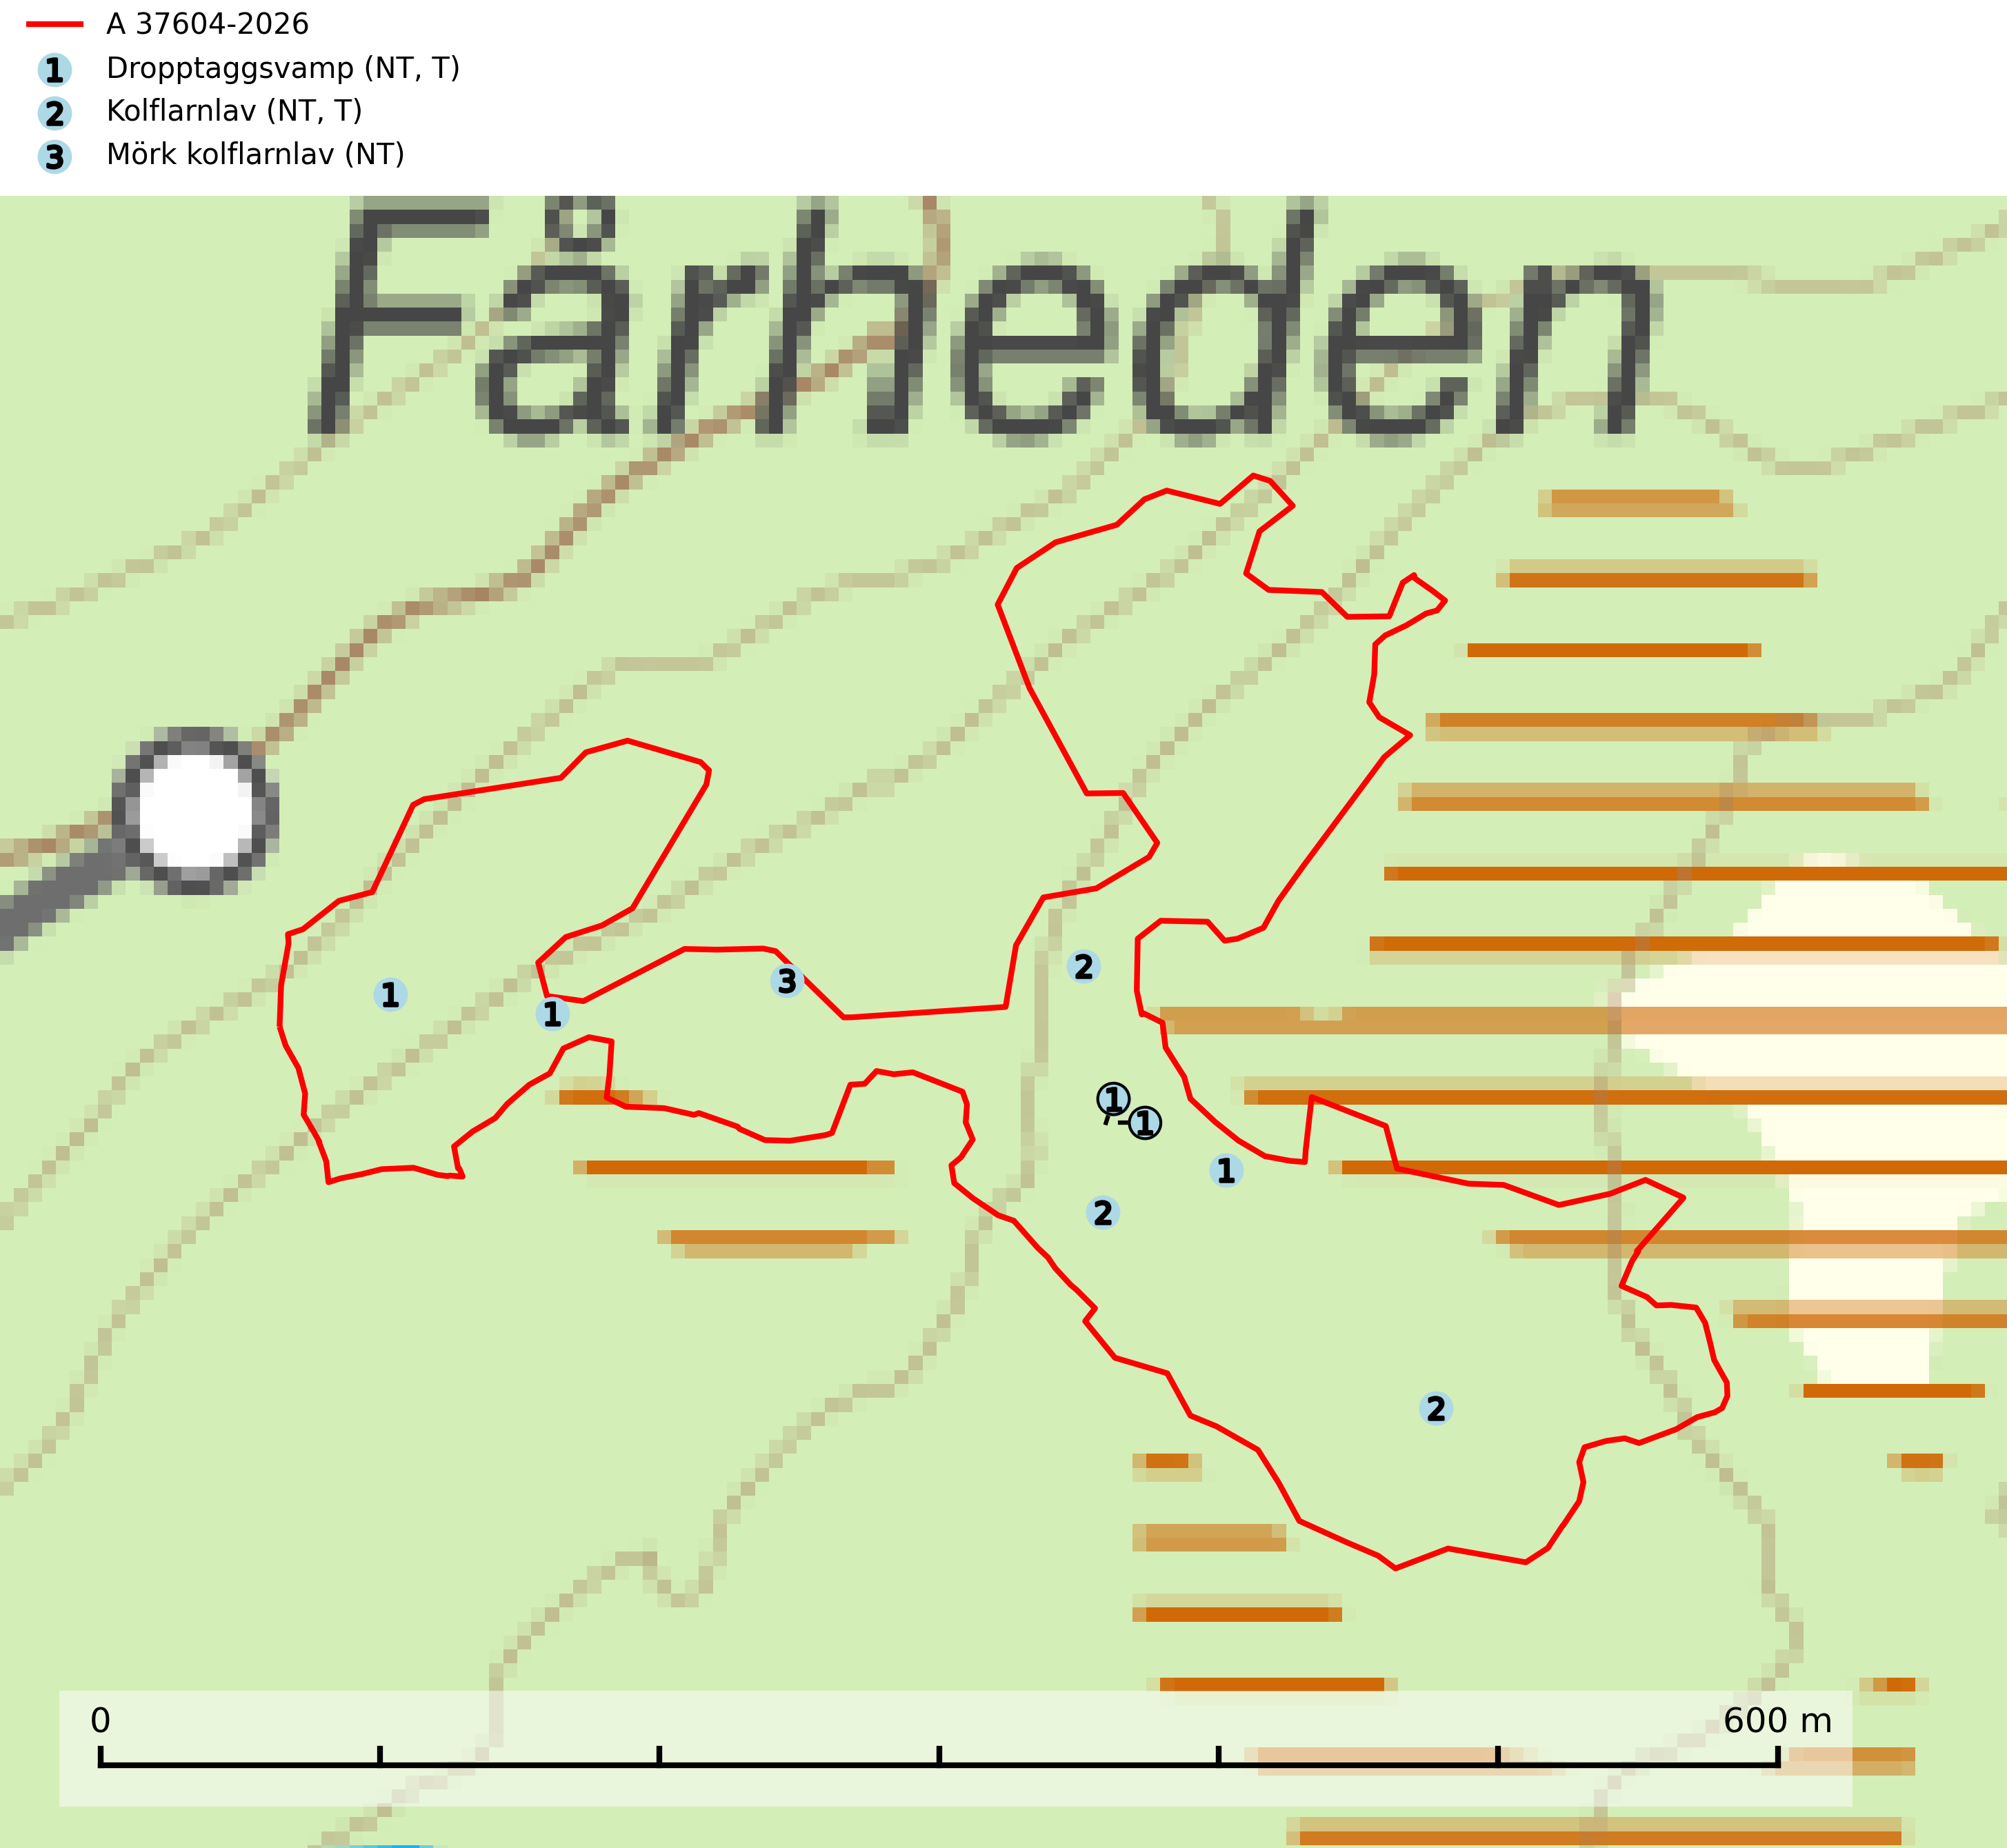 A 37604-2026
1 Dropptaggsvamp (NT, T)
2 Kolflarnlav (NT, T)
3 Mörk kolflarnlav (NT)
Fårheden
2
3
1
1
1
1
1
2
2
0
600 m